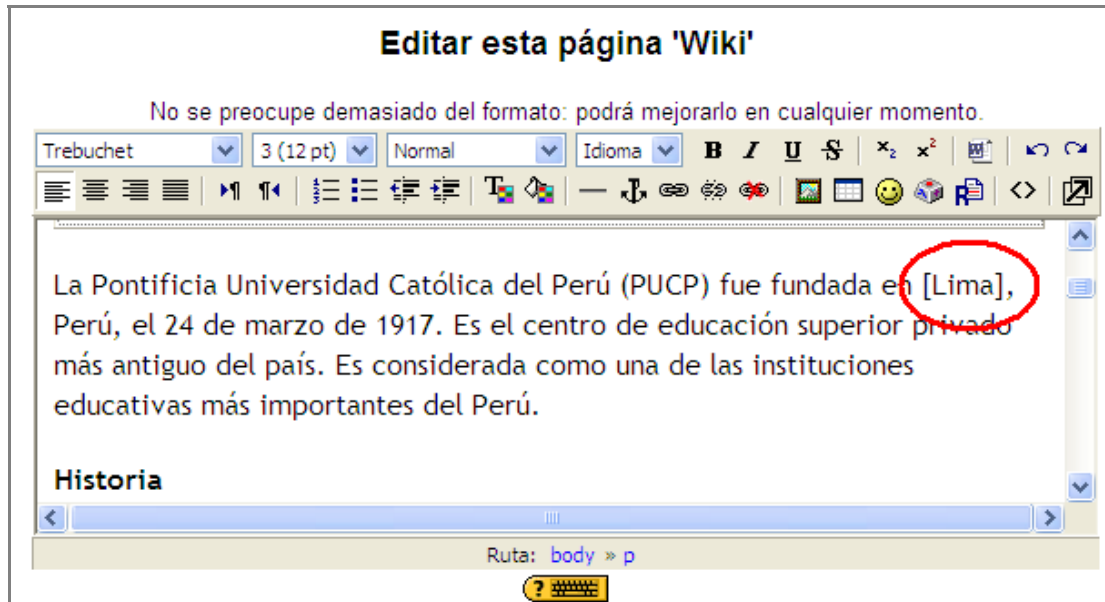 Editar esta página 'Wiki'
No se preocupe demasiado del formato: podrá mejorarlo en cualquier momento.
Trebuchet 3 (12 pt) Normal Idioma B I U S x₂ x²
La Pontificia Universidad Católica del Perú (PUCP) fue fundada en [Lima],
Perú, el 24 de marzo de 1917. Es el centro de educación superior privado
más antiguo del país. Es considerada como una de las instituciones
educativas más importantes del Perú.
Historia
Ruta: body » p
?